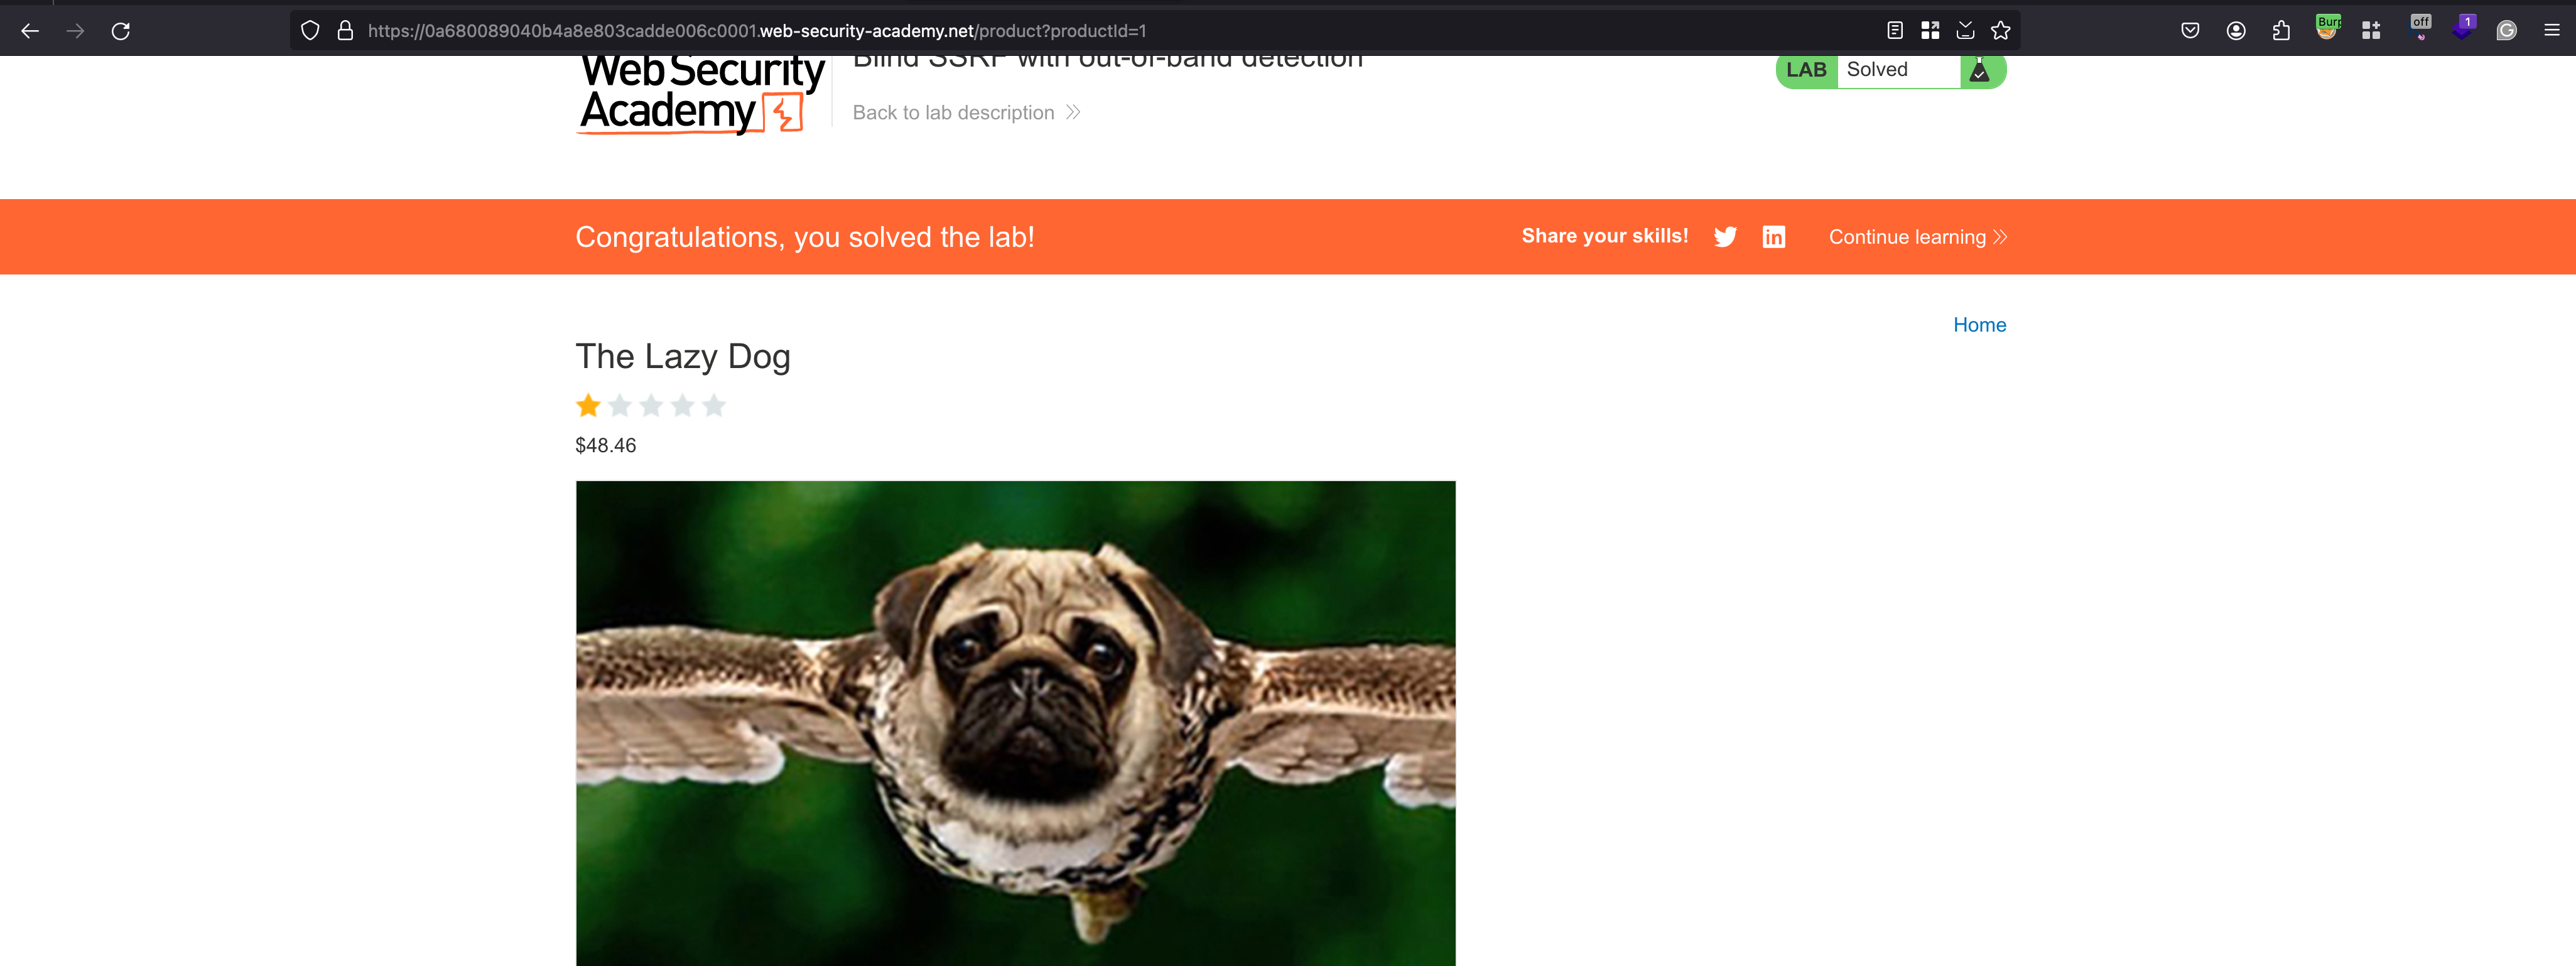 https://0a680089040b4a8e803cadde006c0001.web-security-academy.net/product?productId=1
Burp
off
1
Web Security
Academy
Blind SSRF with out-of-band detection
Back to lab description
LAB Solved
Congratulations, you solved the lab!
Share your skills!
in
Continue learning
Home
The Lazy Dog
$48.46